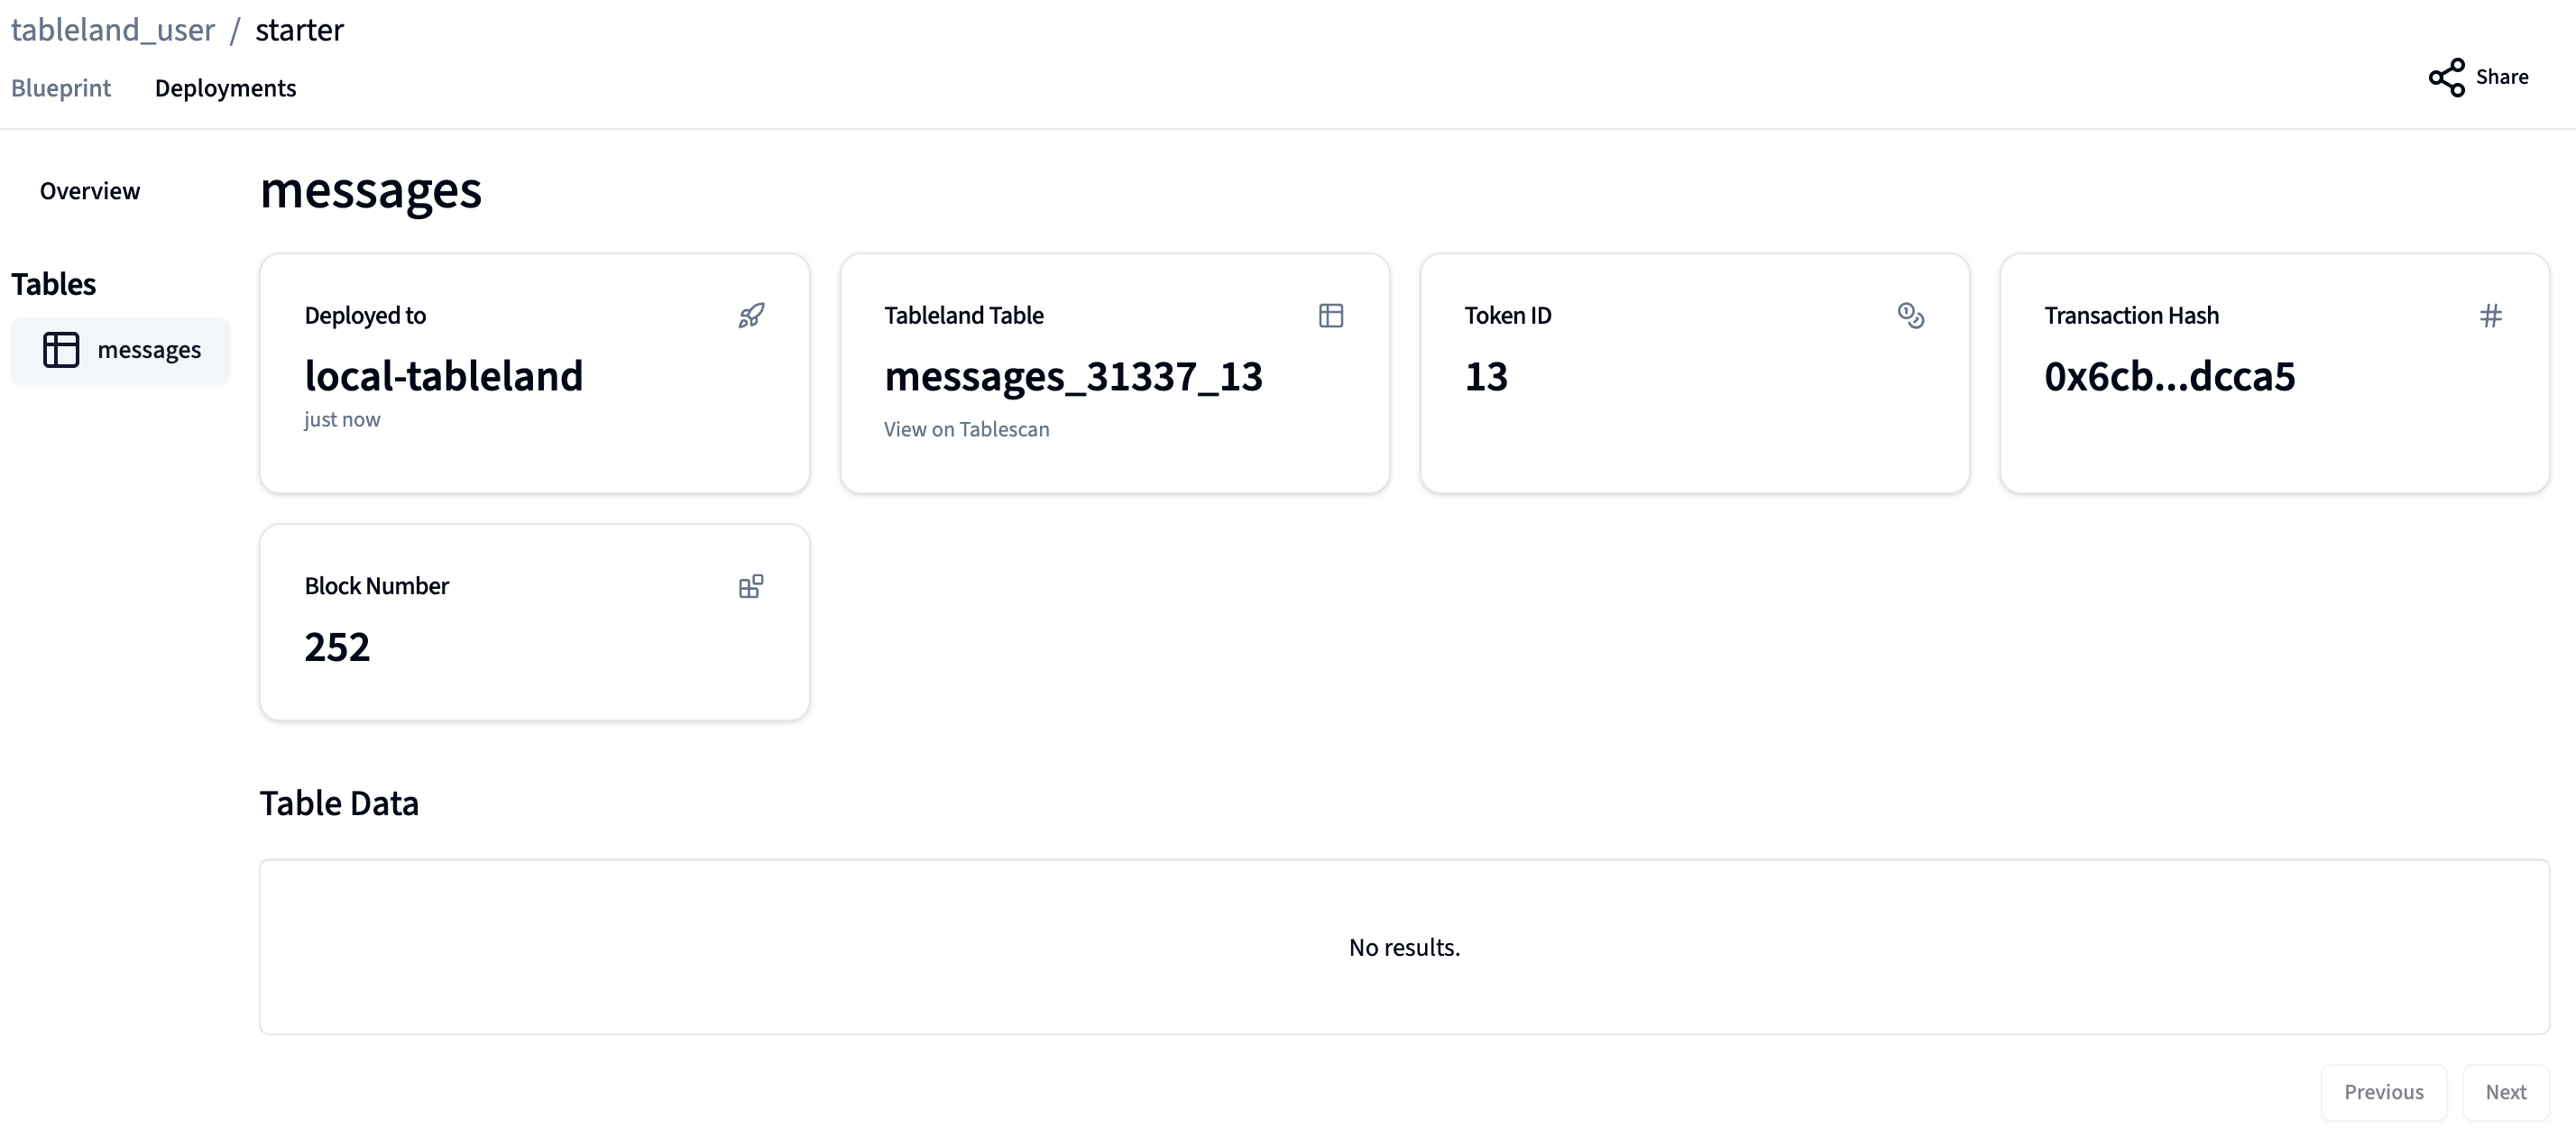 tableland_user / starter
Blueprint Deployments
Share
Overview
Tables
messages
messages
Deployed to
local-tableland
just now
Tableland Table
messages_31337_13
View on Tablescan
Token ID
13
Transaction Hash
0x6cb...dcca5
Block Number
252
Table Data
No results.
Previous Next